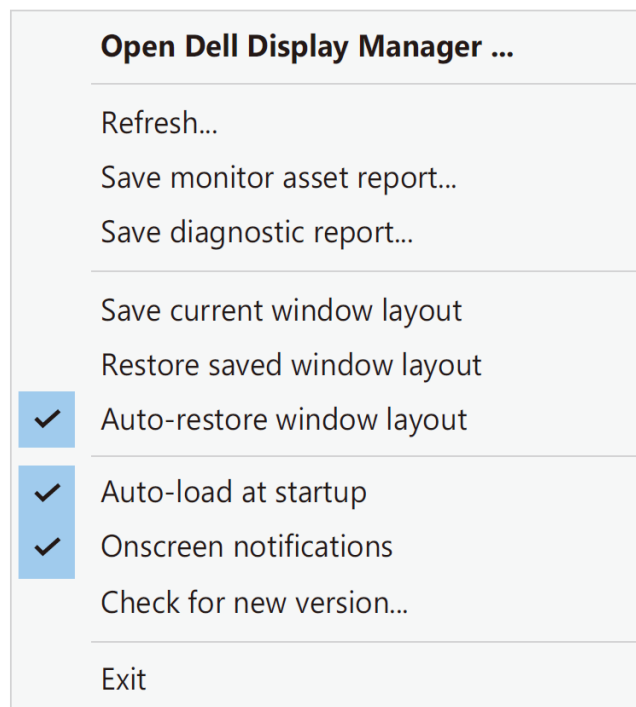 Open Dell Display Manager ...
Refresh...
Save monitor asset report...
Save diagnostic report...
Save current window layout
Restore saved window layout
Auto-restore window layout
Auto-load at startup
Onscreen notifications
Check for new version...
Exit